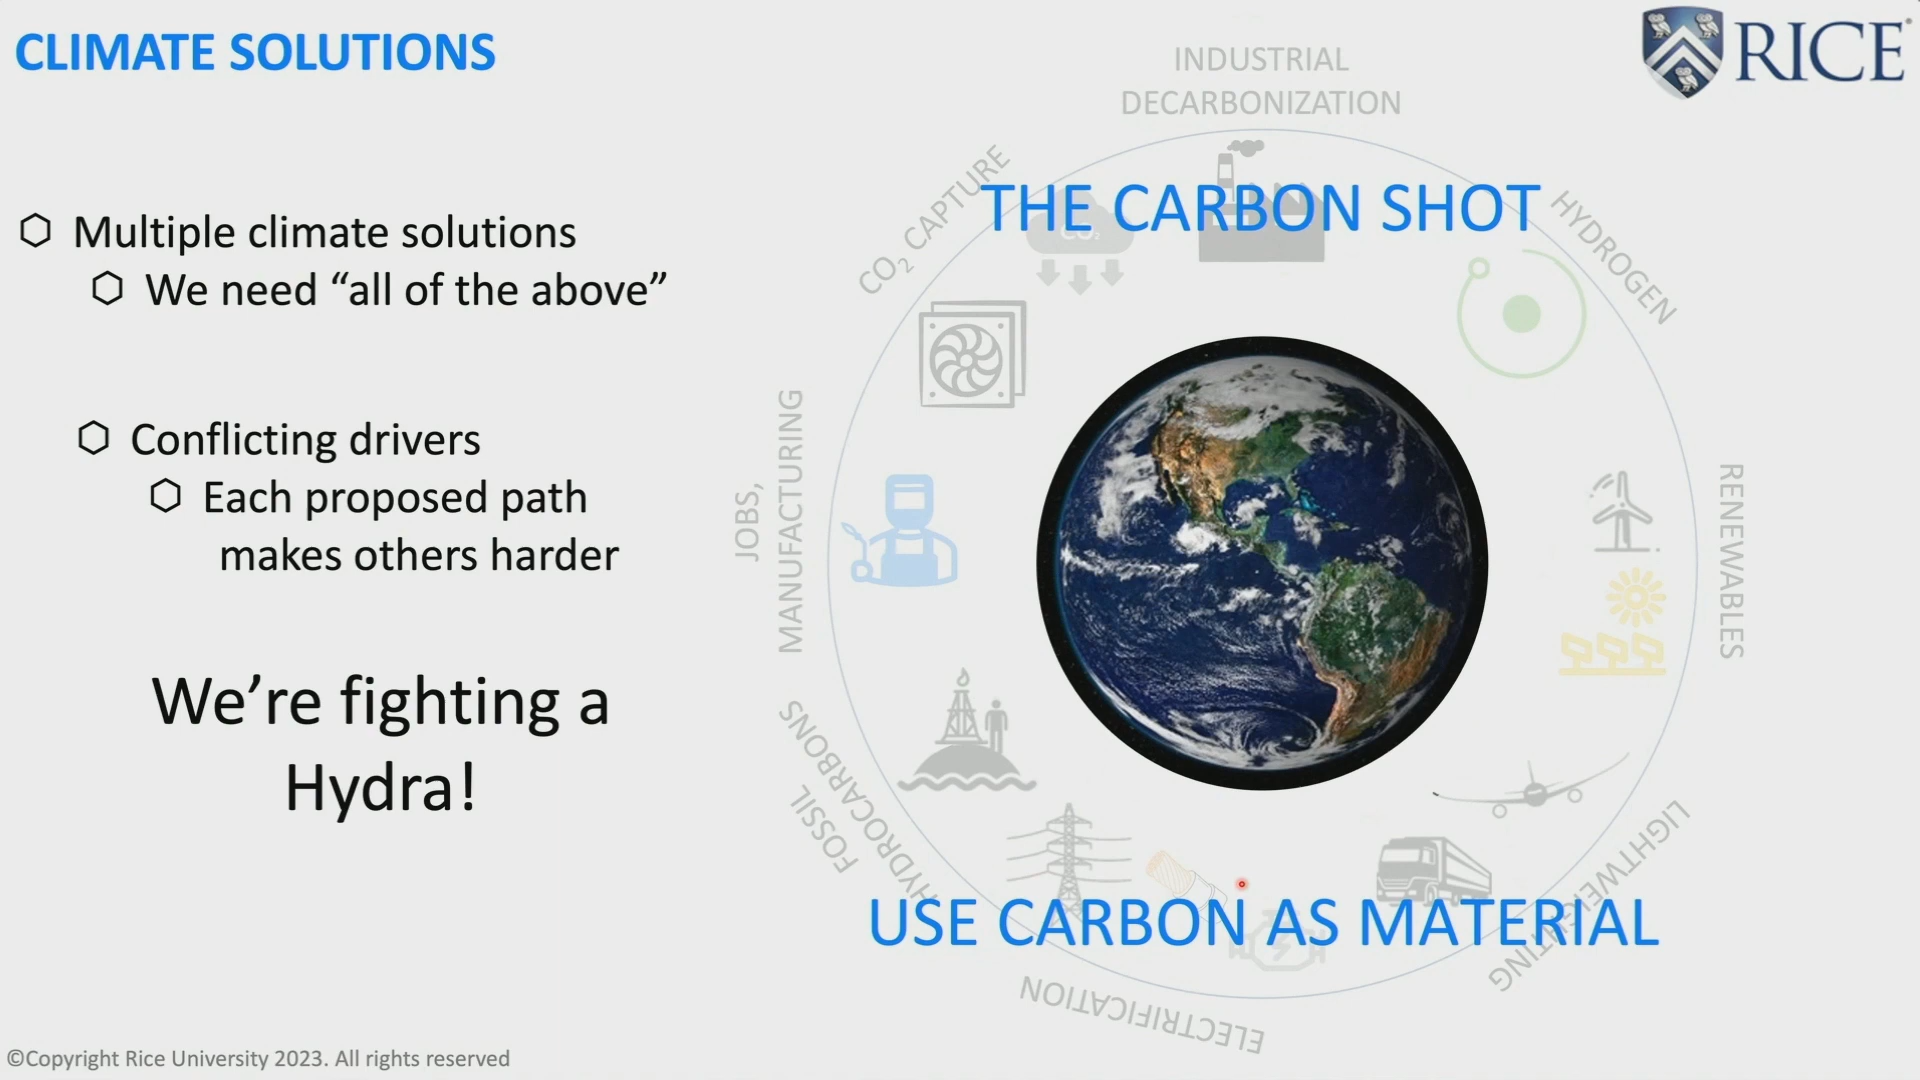 CLIMATE SOLUTIONS
RICE
Multiple climate solutions
We need “all of the above”
Conflicting drivers
Each proposed path
makes others harder
We’re fighting a
Hydra!
INDUSTRIAL
DECARBONIZATION
THE CARBON SHOT
CO₂ CAPTURE
CO₂
HYDROGEN
JOBS,
MANUFACTURING
RENEWABLES
FOSSIL
HYDROCARBONS
LIGHTWEIGHTING
USE CARBON AS MATERIAL
ELECTRIFICATION
©Copyright Rice University 2023. All rights reserved